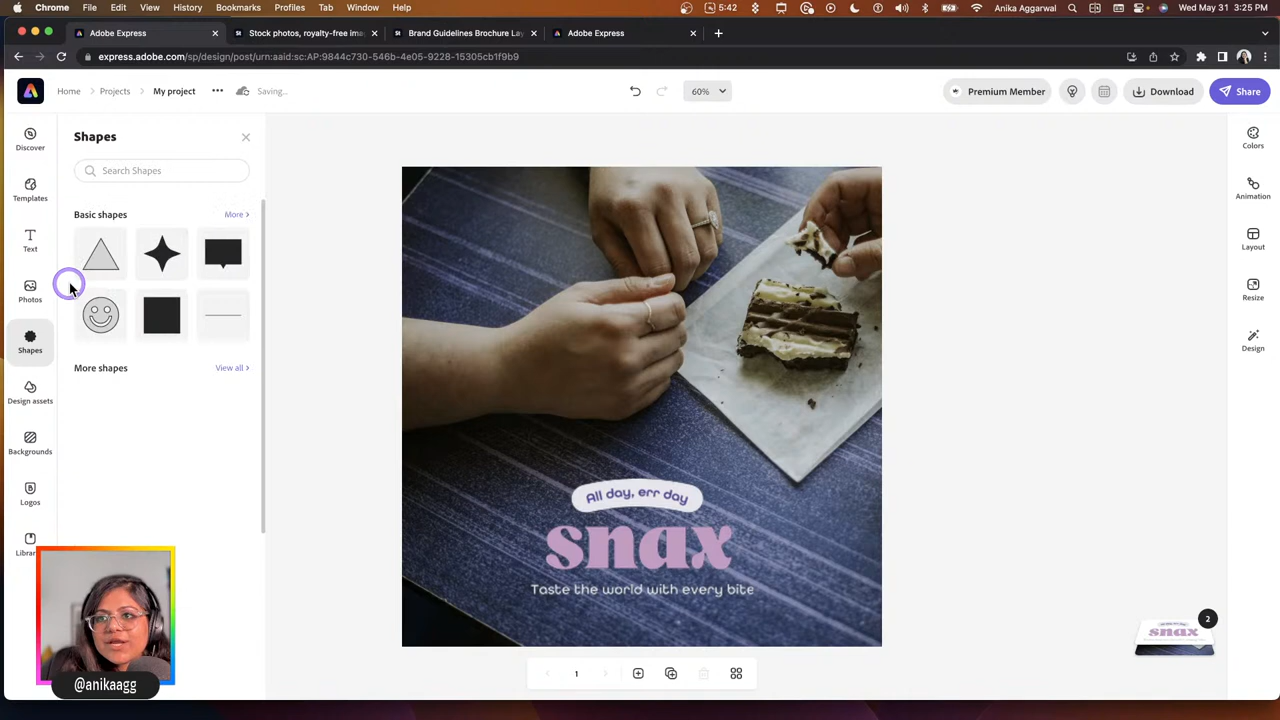 Chrome File Edit View History Bookmarks Profiles Tab Window Help 5:42 Anika Aggarwal Wed May 31 3:25 PM
Adobe Express Stock photos, royalty-free ima Brand Guidelines Brochure Lay Adobe Express
express.adobe.com/sp/design/post/urn:aaid:sc:AP:9844c730-546b-4e05-9228-15305cb1f9b9
Home Projects My project Saving... 60% Premium Member Download Share
Discover
Templates
Text
Photos
Shapes
Design assets
Backgrounds
Logos
Librar
Shapes
Search Shapes
Basic shapes More >
More shapes View all >
All day, err day
snax
Taste the world with every bite
1
Colors
Animation
Layout
Resize
Design
2
snax
@anikaagg